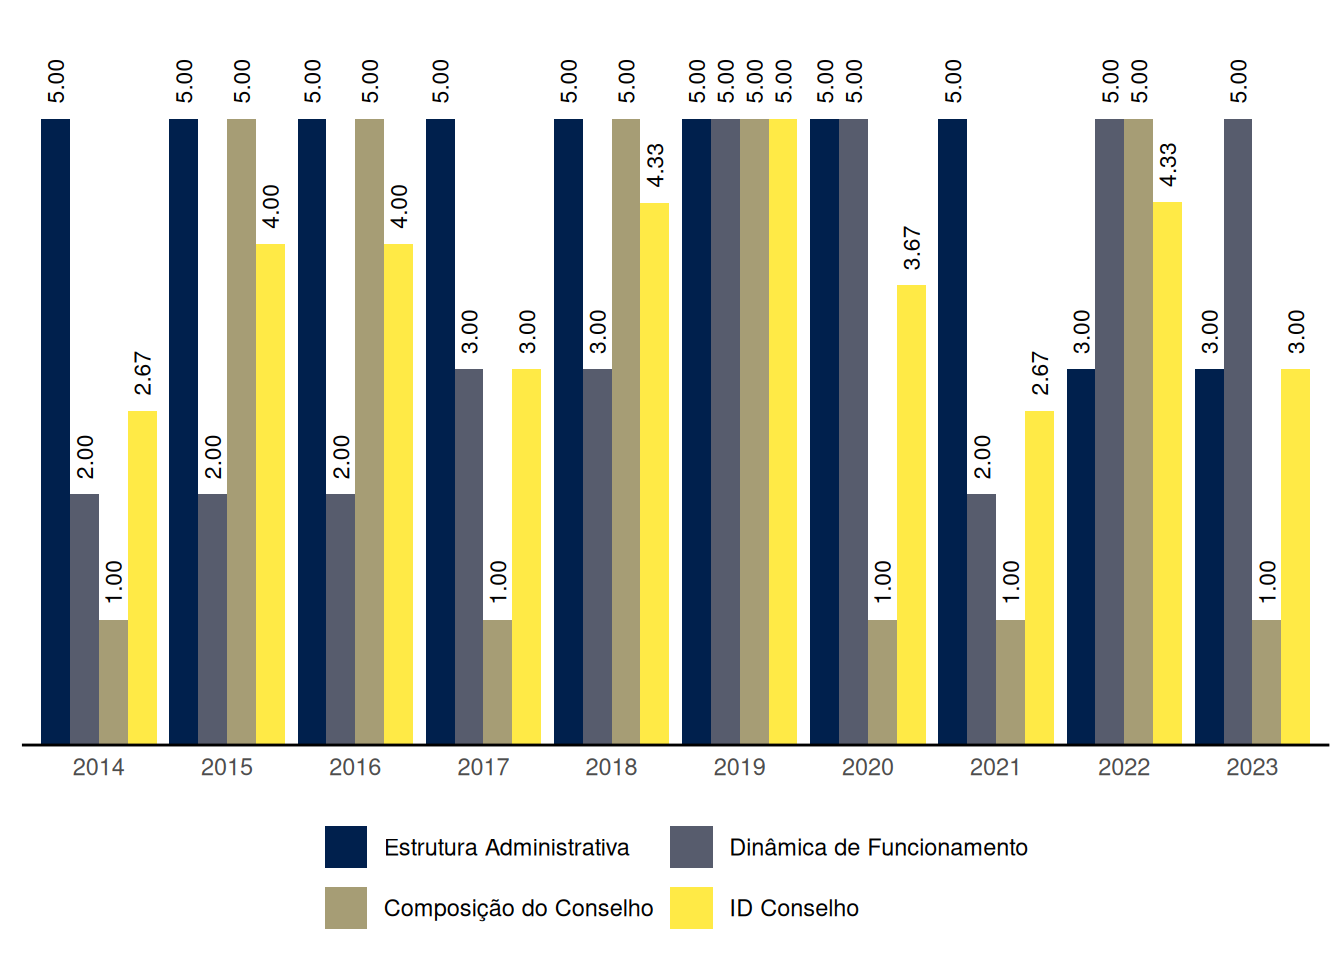 5.00 5.00 5.00 5.00 5.00 5.00 5.00 5.00 5.00 5.00 5.00 5.00 5.00 5.00 5.00 5.00
4.33 4.33
4.00 4.00
3.67
3.00 3.00 3.00 3.00 3.00 3.00
2.67 2.67
2.00 2.00 2.00 2.00
1.00 1.00 1.00 1.00 1.00
2014 2015 2016 2017 2018 2019 2020 2021 2022 2023
Estrutura Administrativa Dinâmica de Funcionamento
Composição do Conselho ID Conselho